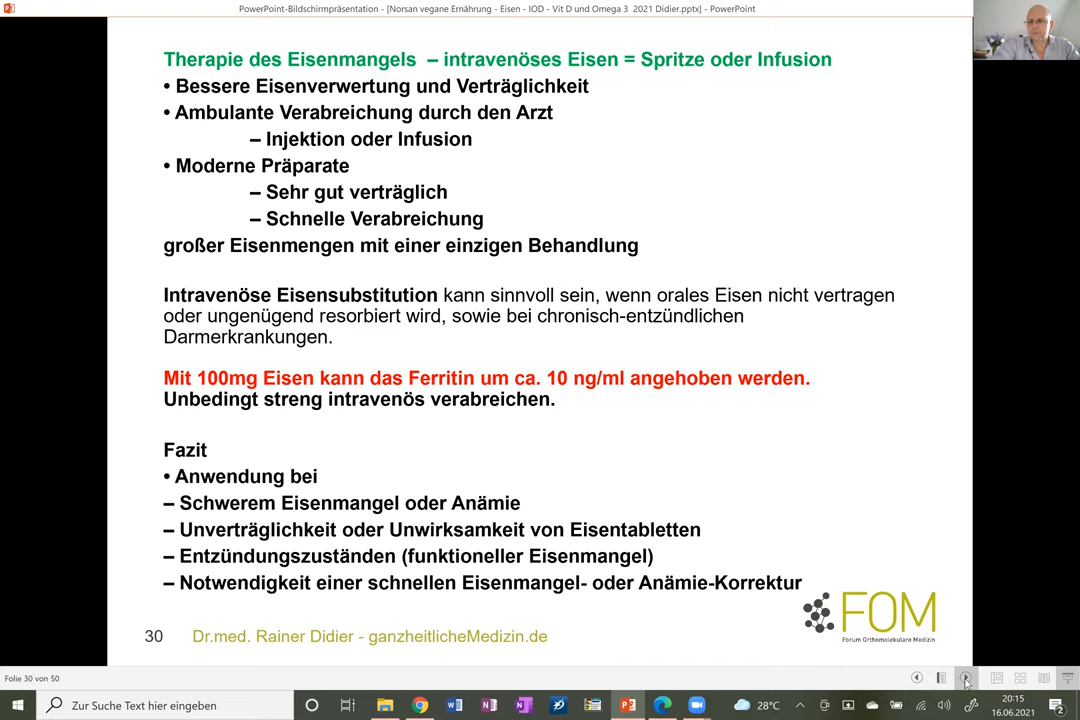 PowerPoint-Bildschirmpräsentation - [Norsan vegane Ernährung - Eisen - IOD - Vit D und Omega 3  2021 Didier.pptx] - PowerPoint
Therapie des Eisenmangels – intravenöses Eisen = Spritze oder Infusion
• Bessere Eisenverwertung und Verträglichkeit
• Ambulante Verabreichung durch den Arzt
– Injektion oder Infusion
• Moderne Präparate
– Sehr gut verträglich
– Schnelle Verabreichung
großer Eisenmengen mit einer einzigen Behandlung
Intravenöse Eisensubstitution kann sinnvoll sein, wenn orales Eisen nicht vertragen
oder ungenügend resorbiert wird, sowie bei chronisch-entzündlichen
Darmerkrankungen.
Mit 100mg Eisen kann das Ferritin um ca. 10 ng/ml angehoben werden.
Unbedingt streng intravenös verabreichen.
Fazit
• Anwendung bei
– Schwerem Eisenmangel oder Anämie
– Unverträglichkeit oder Unwirksamkeit von Eisentabletten
– Entzündungszuständen (funktioneller Eisenmangel)
– Notwendigkeit einer schnellen Eisenmangel- oder Anämie-Korrektur
FOM
Forum Orthomolekulare Medizin
30 Dr.med. Rainer Didier - ganzheitlicheMedizin.de
Folie 30 von 50
Zur Suche Text hier eingeben
28°C
20:15
16.06.2021
2